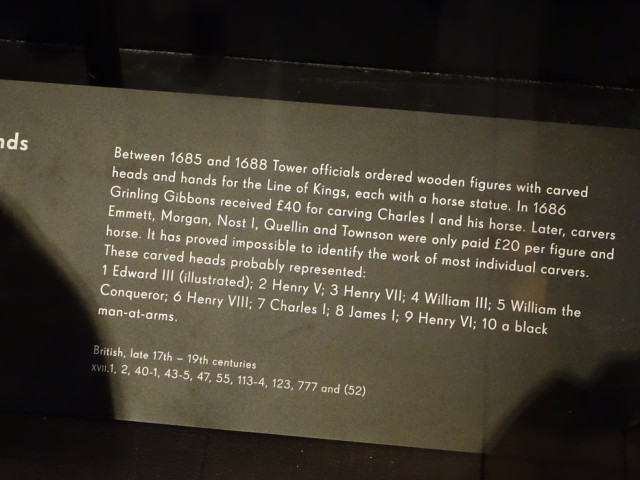 nds
Between 1685 and 1688 Tower officials ordered wooden figures with carved
heads and hands for the Line of Kings, each with a horse statue. In 1686
Grinling Gibbons received £40 for carving Charles I and his horse. Later, carvers
Emmett, Morgan, Nost I, Quellin and Townson were only paid £20 per figure and
horse. It has proved impossible to identify the work of most individual carvers.
These carved heads probably represented:
1 Edward III (illustrated); 2 Henry V; 3 Henry VII; 4 William III; 5 William the
Conqueror; 6 Henry VIII; 7 Charles I; 8 James I; 9 Henry VI; 10 a black
man-at-arms.
British, late 17th – 19th centuries
XVII.1, 2, 40-1, 43-5, 47, 55, 113-4, 123, 777 and (52)